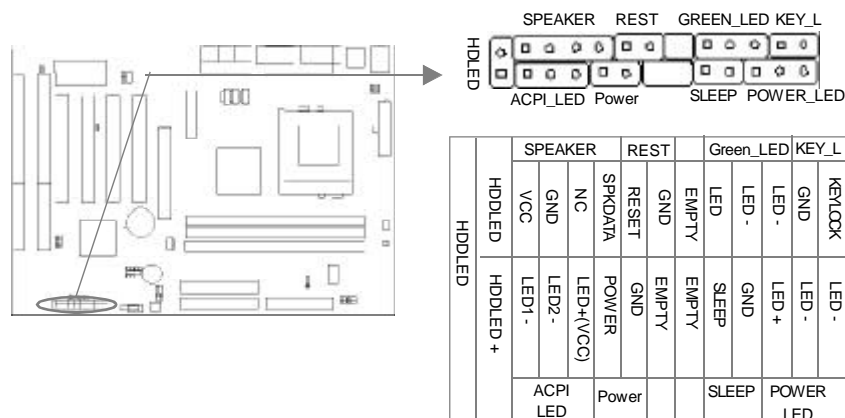 SPEAKER REST GREEN_LED KEY_L
HDLED
ACPI_LED Power SLEEP POWER_LED
SPEAKER REST Green_LED KEY_L
HDDLED
HDDLED VCC GND NC SPKDATA RESET GND EMPTY LED LED - LED - GND KEYLOCK
HDDLED + LED1 - LED2 - LED+(VCC) POWER GND EMPTY EMPTY SLEEP GND LED + LED - LED -
ACPI LED Power SLEEP POWER LED